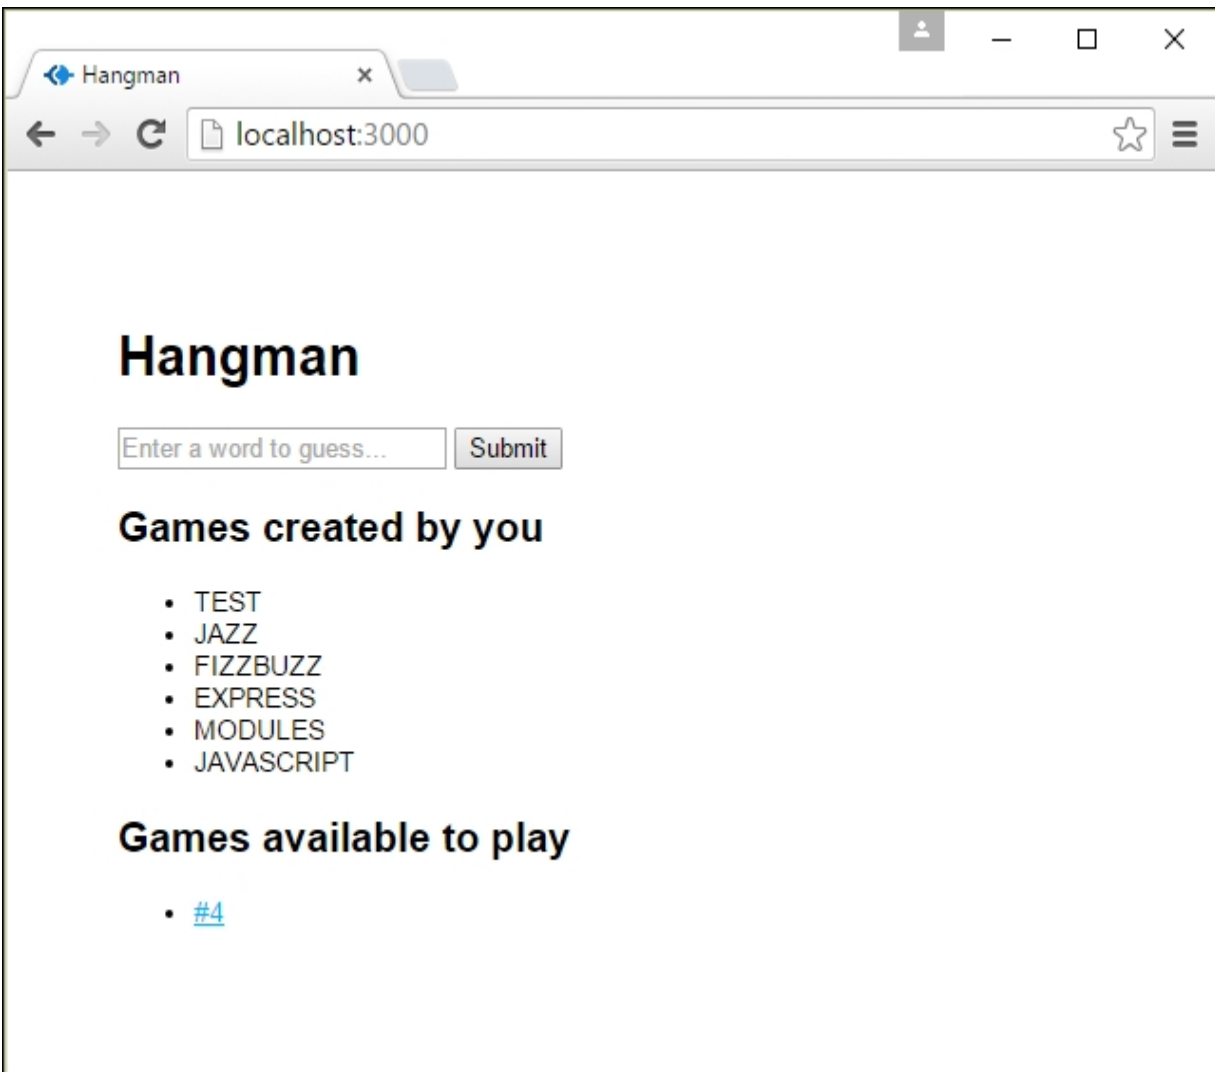 Hangman
localhost:3000
Hangman
Enter a word to guess... Submit
Games created by you
TEST
JAZZ
FIZZBUZZ
EXPRESS
MODULES
JAVASCRIPT
Games available to play
#4